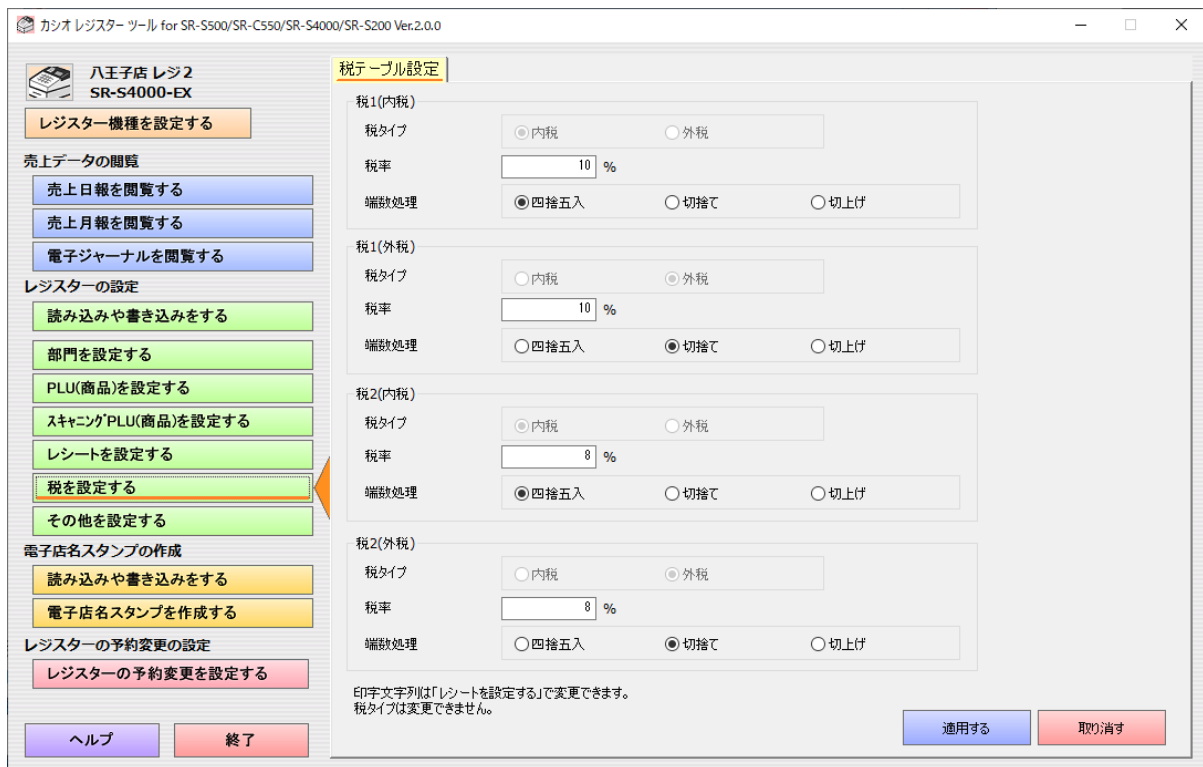 カシオ レジスター ツール for SR-S500/SR-C550/SR-S4000/SR-S200 Ver.2.0.0
八王子店 レジ2
SR-S4000-EX
レジスター機種を設定する
売上データの閲覧
売上日報を閲覧する
売上月報を閲覧する
電子ジャーナルを閲覧する
レジスターの設定
読み込みや書き込みをする
部門を設定する
PLU(商品)を設定する
スキャニングPLU(商品)を設定する
レシートを設定する
税を設定する
その他を設定する
電子店名スタンプの作成
読み込みや書き込みをする
電子店名スタンプを作成する
レジスターの予約変更の設定
レジスターの予約変更を設定する
ヘルプ 終了
税テーブル設定
税1(内税)
税タイプ 内税 外税
税率 10 %
端数処理 四捨五入 切捨て 切上げ
税1(外税)
税タイプ 内税 外税
税率 10 %
端数処理 四捨五入 切捨て 切上げ
税2(内税)
税タイプ 内税 外税
税率 8 %
端数処理 四捨五入 切捨て 切上げ
税2(外税)
税タイプ 内税 外税
税率 8 %
端数処理 四捨五入 切捨て 切上げ
印字文字列は「レシートを設定する」で変更できます。
税タイプは変更できません。
適用する 取り消す